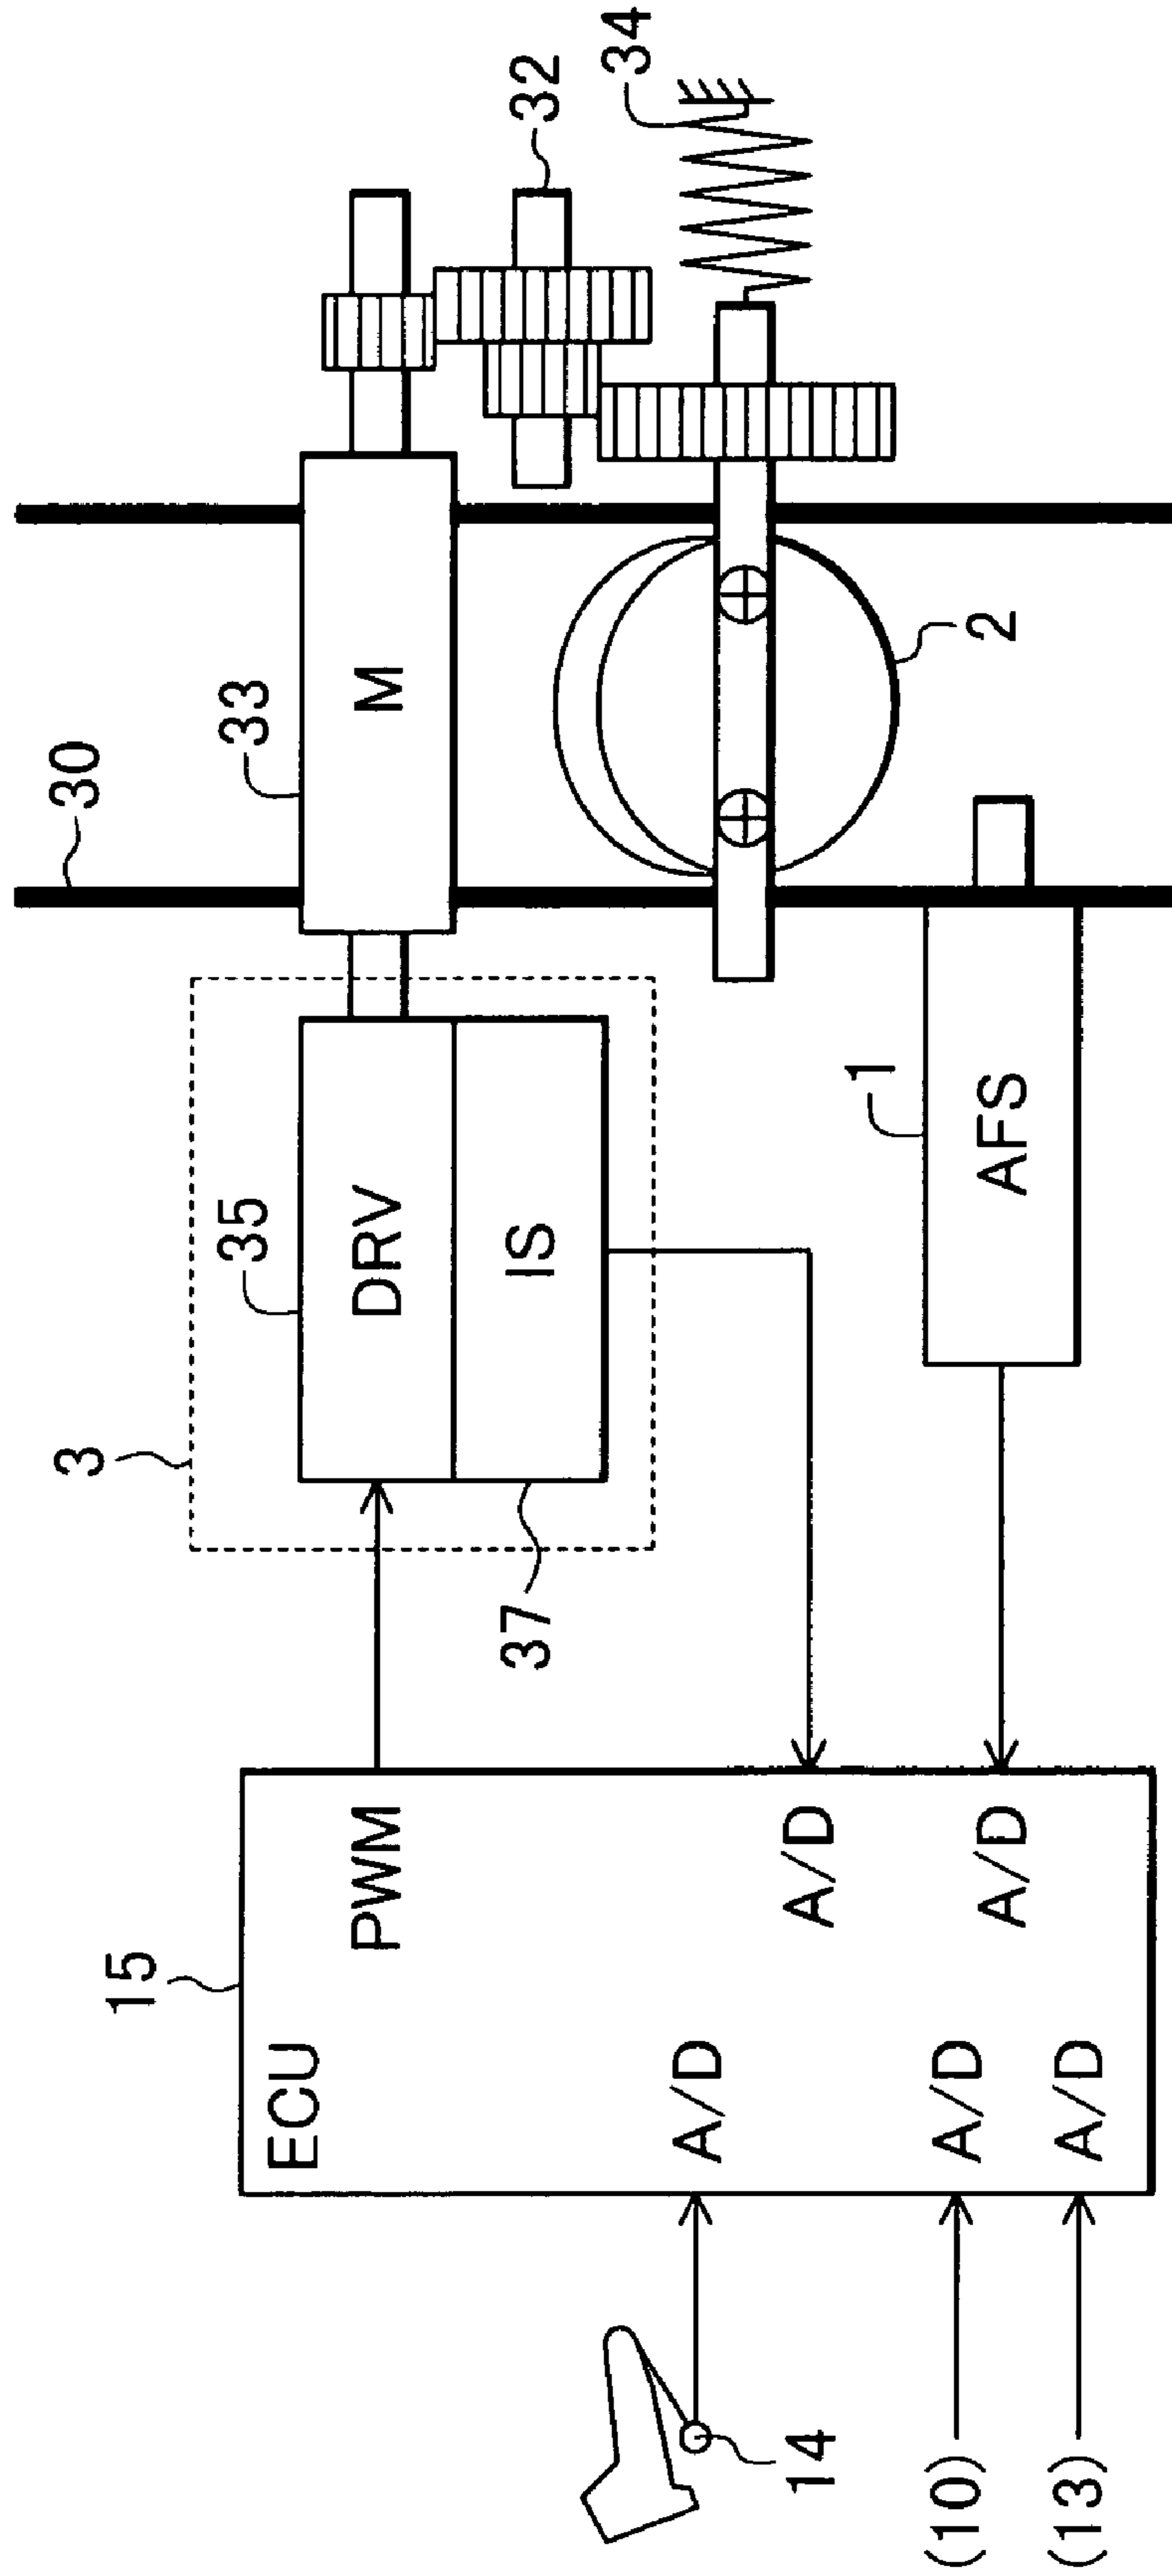 30
33
M
32
34
3
35
DRV
IS
37
2
1
AFS
15
ECU
PWM
A/D
A/D
A/D
A/D
A/D
14
(10)
(13)